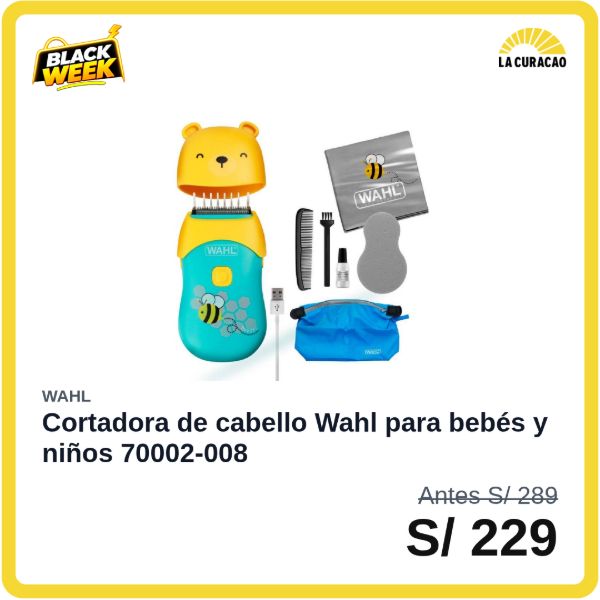 BLACK
WEEK
LA CURACAO
WAHL
WAHL
WAHL
Cortadora de cabello Wahl para bebés y
niños 70002-008
Antes S/ 289
S/ 229